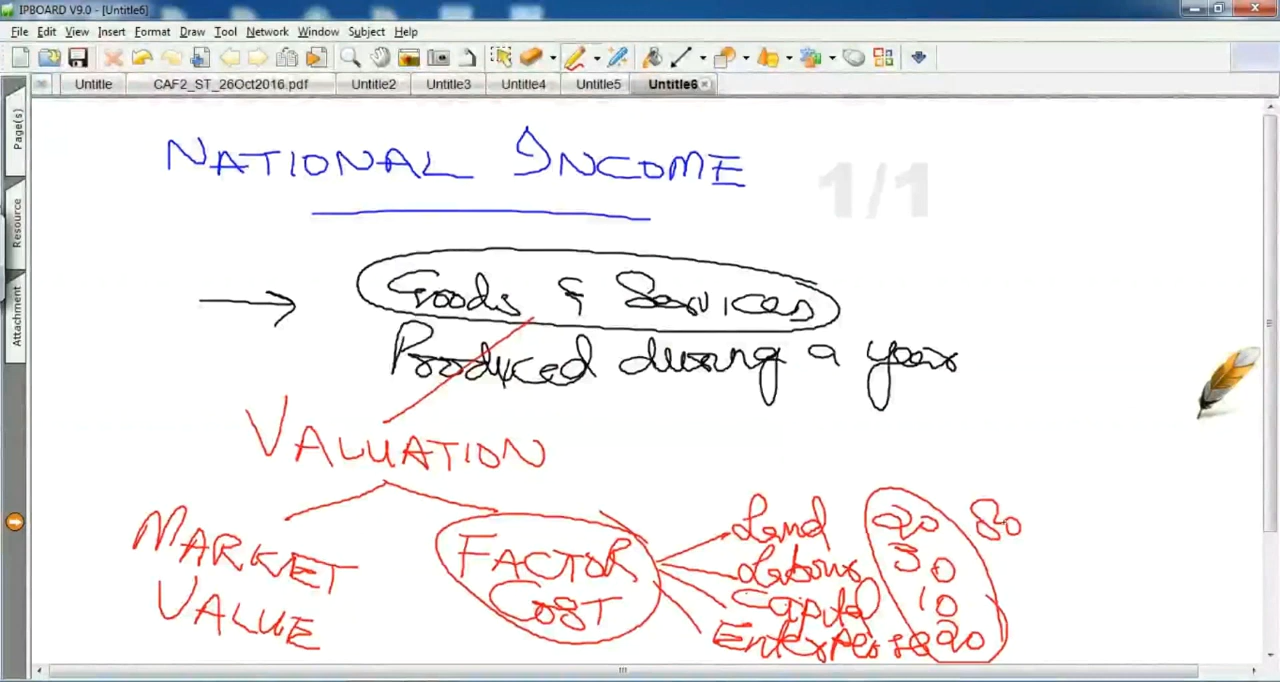 IPBOARD V9.0 - [Untitle6]
File Edit View Insert Format Draw Tool Network Window Subject Help
Untitle CAF2_ST_26Oct2016.pdf Untitle2 Untitle3 Untitle4 Untitle5 Untitle6
Page(s)
Resource
Attachment
1/1
NATIONAL INCOME
Goods & Services
Produced during a year
VALUATION
MARKET VALUE
FACTOR COST
Land 20 80
Labour 30
Capital 10
20